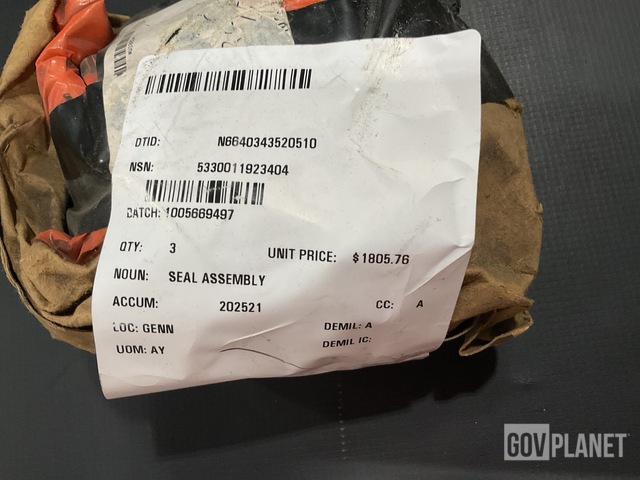 DTID: N6640343520510
NSN: 5330011923404
BATCH: 1005669497
QTY: 3 UNIT PRICE: $1805.76
NOUN: SEAL ASSEMBLY
ACCUM: 202521 CC: A
LOC: GENN DEMIL: A
UOM: AY DEMIL IC:
GOVPLANET